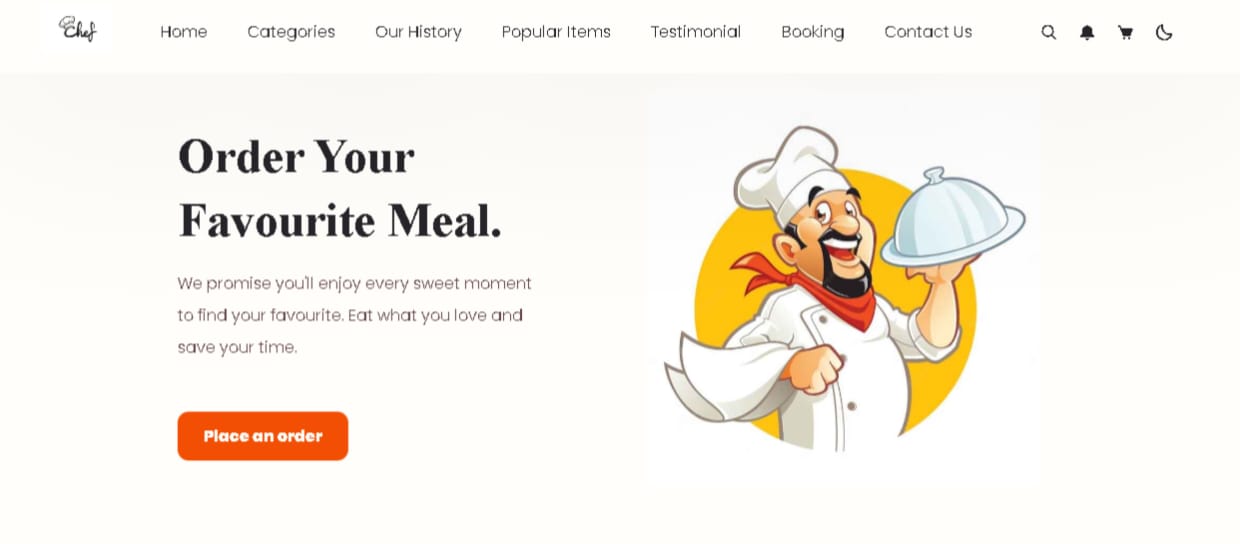 Chef
Home Categories Our History Popular Items Testimonial Booking Contact Us
Order Your
Favourite Meal.
We promise you'll enjoy every sweet moment
to find your favourite. Eat what you love and
save your time.
Place an order